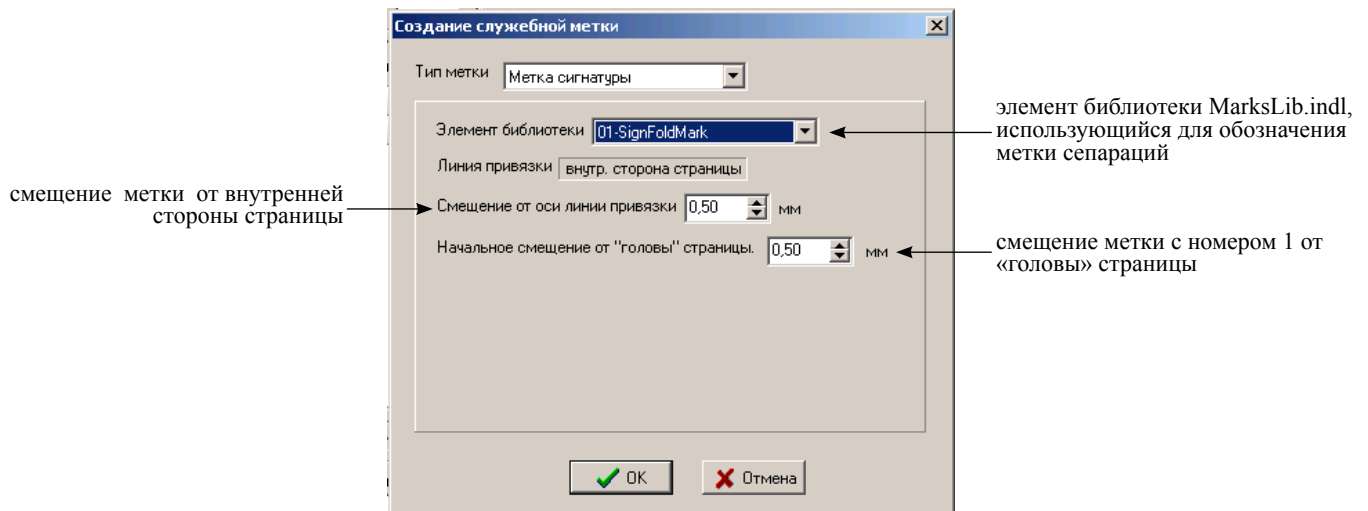 Создание служебной метки
Тип метки Метка сигнатуры
элемент библиотеки MarksLib.indl,
использующийся для обозначения
метки сепараций
Элемент библиотеки 01-SignFoldMark
Линия привязки внутр. сторона страницы
смещение метки от внутренней
стороны страницы
Смещение от оси линии привязки 0,50 мм
Начальное смещение от "головы" страницы. 0,50 мм
смещение метки с номером 1 от
«головы» страницы
OK Отмена